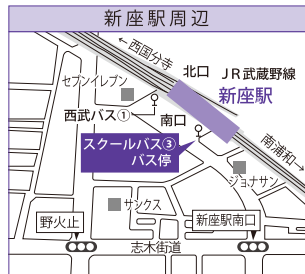 新座駅周辺
←西国分寺
北口
JR武蔵野線
新座駅
セブンイレブン
西武バス①
南口
スクールバス③
バス停
南浦和→
ジョナサン
サンクス
野火止
新座駅南口
志木街道